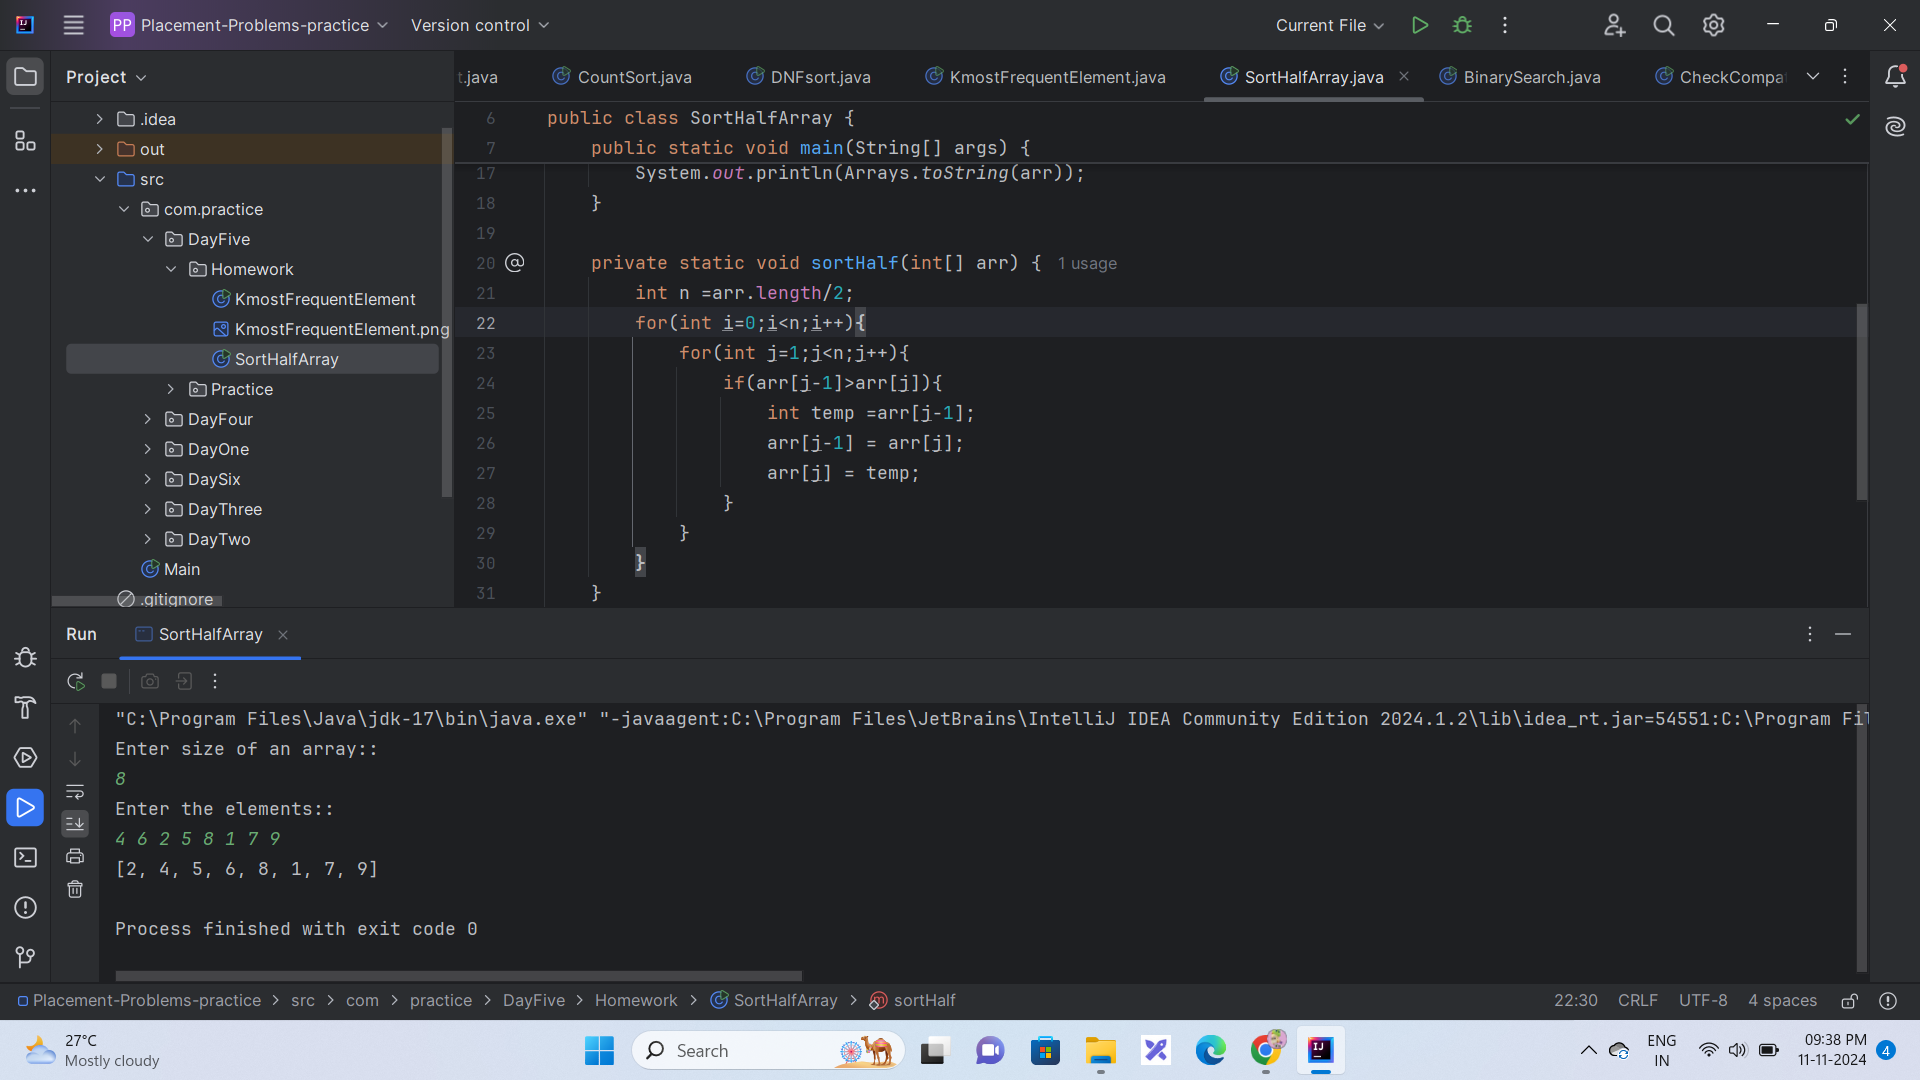 PP Placement-Problems-practice Version control Current File
Project
t.java CountSort.java DNFsort.java KmostFrequentElement.java SortHalfArray.java BinarySearch.java CheckCompa
.idea
out
src
com.practice
DayFive
Homework
KmostFrequentElement
KmostFrequentElement.png
SortHalfArray
Practice
DayFour
DayOne
DaySix
DayThree
DayTwo
Main
.gitignore
6 public class SortHalfArray {
7 public static void main(String[] args) {
17 System.out.println(Arrays.toString(arr));
18 }
19
20 @ private static void sortHalf(int[] arr) { 1 usage
21 int n =arr.length/2;
22 for(int i=0;i<n;i++){
23 for(int j=1;j<n;j++){
24 if(arr[j-1]>arr[j]){
25 int temp =arr[j-1];
26 arr[j-1] = arr[j];
27 arr[j] = temp;
28 }
29 }
30 }
31 }
Run SortHalfArray
"C:\Program Files\Java\jdk-17\bin\java.exe" "-javaagent:C:\Program Files\JetBrains\IntelliJ IDEA Community Edition 2024.1.2\lib\idea_rt.jar=54551:C:\Program Fil
Enter size of an array::
8
Enter the elements::
4 6 2 5 8 1 7 9
[2, 4, 5, 6, 8, 1, 7, 9]
Process finished with exit code 0
Placement-Problems-practice > src > com > practice > DayFive > Homework > SortHalfArray > sortHalf 22:30 CRLF UTF-8 4 spaces
27°C
Mostly cloudy
Search
ENG
IN
09:38 PM
11-11-2024
4